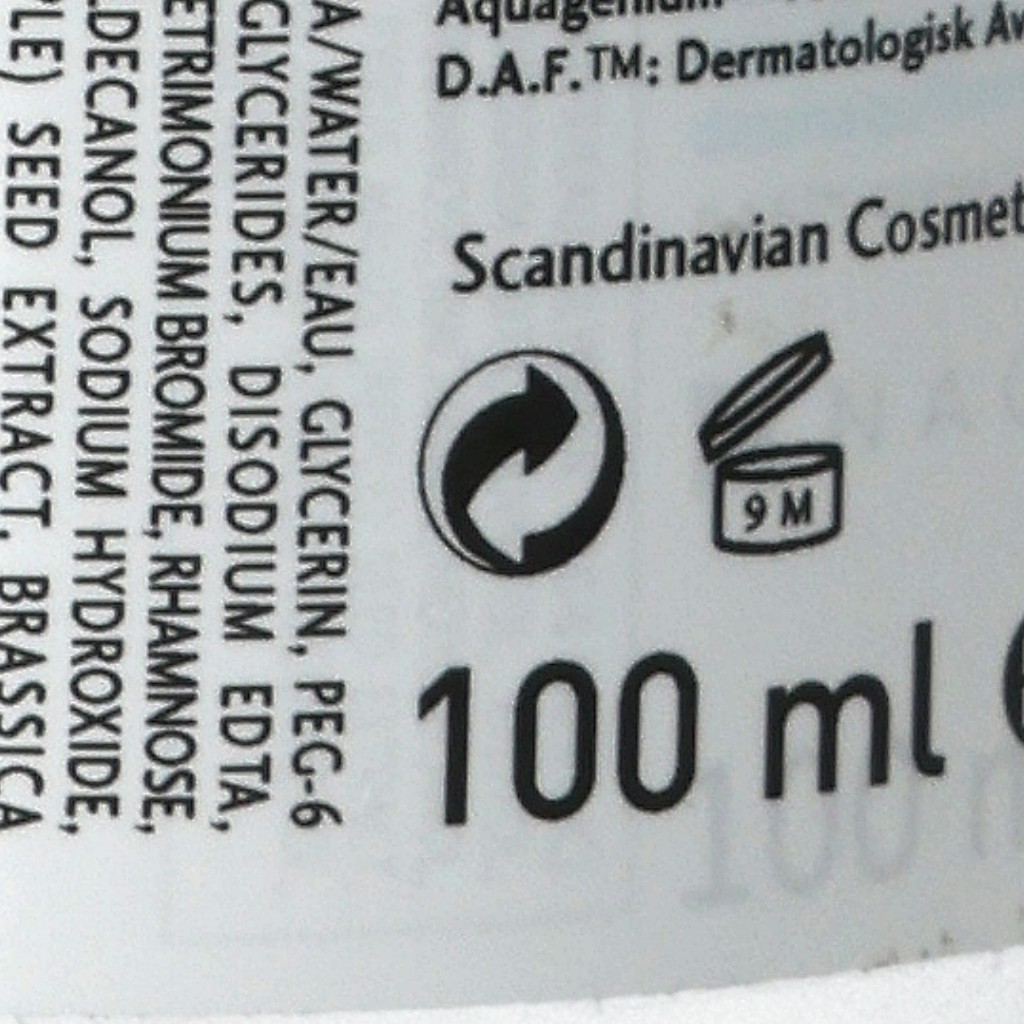 D.A.F.™: Dermatologisk
Scandinavian
9 M
100 ml
A/WATER/EAU, GLYCERIN, PEG-6
GLYCERIDES, DISODIUM EDTA,
ETRIMONIUM BROMIDE, RHAMNOSE,
LDECANOL, SODIUM HYDROXIDE,
PLE) SEED EXTRACT, BRASSICA